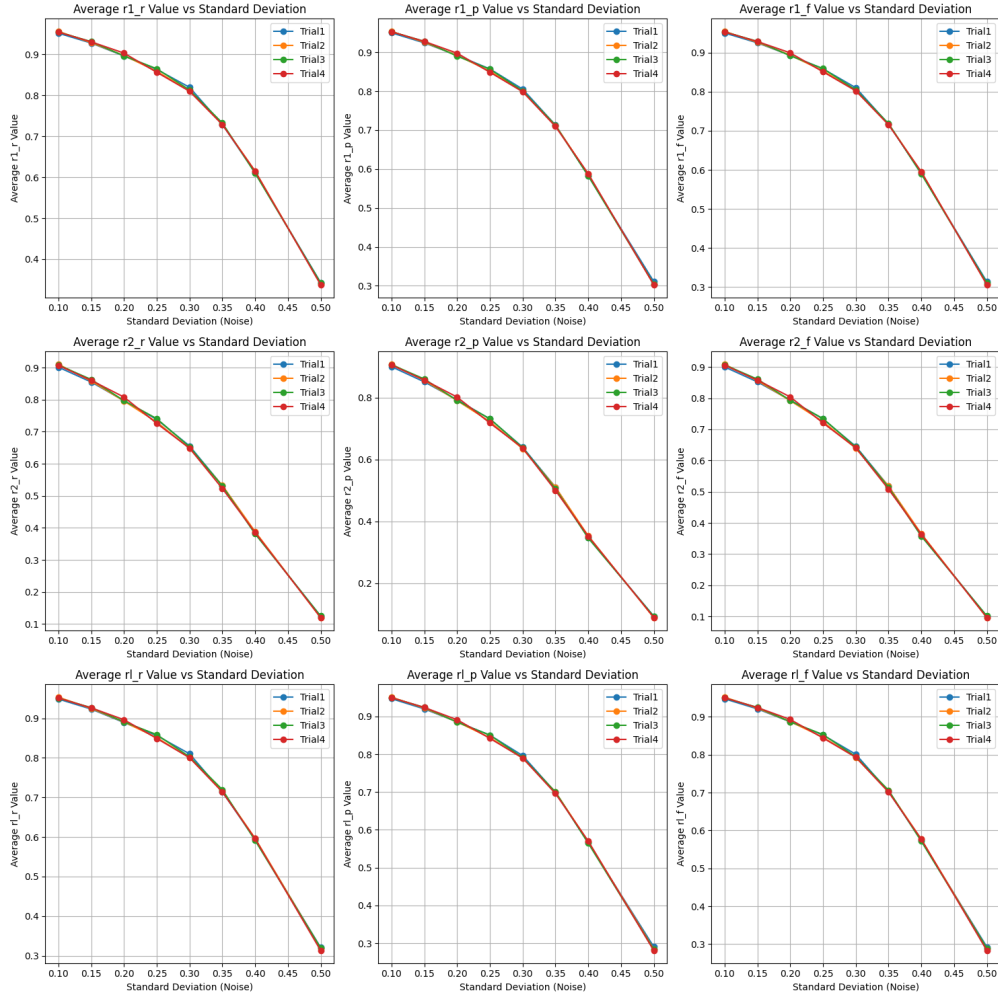 Average r1_r Value vs Standard Deviation
Average r1_r Value
0.9
0.8
0.7
0.6
0.5
0.4
0.10 0.15 0.20 0.25 0.30 0.35 0.40 0.45 0.50
Standard Deviation (Noise)
Trial1
Trial2
Trial3
Trial4
Average r1_p Value vs Standard Deviation
Average r1_p Value
0.9
0.8
0.7
0.6
0.5
0.4
0.3
0.10 0.15 0.20 0.25 0.30 0.35 0.40 0.45 0.50
Standard Deviation (Noise)
Trial1
Trial2
Trial3
Trial4
Average r1_f Value vs Standard Deviation
Average r1_f Value
0.9
0.8
0.7
0.6
0.5
0.4
0.3
0.10 0.15 0.20 0.25 0.30 0.35 0.40 0.45 0.50
Standard Deviation (Noise)
Trial1
Trial2
Trial3
Trial4
Average r2_r Value vs Standard Deviation
Average r2_r Value
0.9
0.8
0.7
0.6
0.5
0.4
0.3
0.2
0.1
0.10 0.15 0.20 0.25 0.30 0.35 0.40 0.45 0.50
Standard Deviation (Noise)
Trial1
Trial2
Trial3
Trial4
Average r2_p Value vs Standard Deviation
Average r2_p Value
0.8
0.6
0.4
0.2
0.10 0.15 0.20 0.25 0.30 0.35 0.40 0.45 0.50
Standard Deviation (Noise)
Trial1
Trial2
Trial3
Trial4
Average r2_f Value vs Standard Deviation
Average r2_f Value
0.9
0.8
0.7
0.6
0.5
0.4
0.3
0.2
0.1
0.10 0.15 0.20 0.25 0.30 0.35 0.40 0.45 0.50
Standard Deviation (Noise)
Trial1
Trial2
Trial3
Trial4
Average rl_r Value vs Standard Deviation
Average rl_r Value
0.9
0.8
0.7
0.6
0.5
0.4
0.3
0.10 0.15 0.20 0.25 0.30 0.35 0.40 0.45 0.50
Standard Deviation (Noise)
Trial1
Trial2
Trial3
Trial4
Average rl_p Value vs Standard Deviation
Average rl_p Value
0.9
0.8
0.7
0.6
0.5
0.4
0.3
0.10 0.15 0.20 0.25 0.30 0.35 0.40 0.45 0.50
Standard Deviation (Noise)
Trial1
Trial2
Trial3
Trial4
Average rl_f Value vs Standard Deviation
Average rl_f Value
0.9
0.8
0.7
0.6
0.5
0.4
0.3
0.10 0.15 0.20 0.25 0.30 0.35 0.40 0.45 0.50
Standard Deviation (Noise)
Trial1
Trial2
Trial3
Trial4